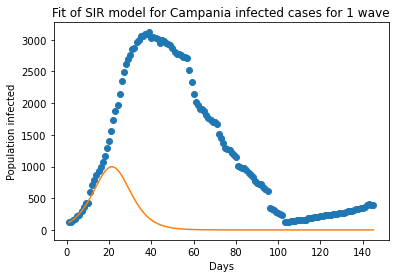 Fit of SIR model for Campania infected cases for 1 wave
Population infected
3000
2500
2000
1500
1000
500
0
0 20 40 60 80 100 120 140
Days